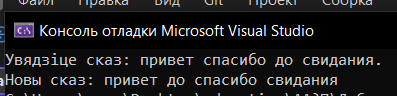 Файл Правка Вид Git Проект Сборка
Консоль отладки Microsoft Visual Studio
Увядзіце сказ: привет спасибо до свидания.
Новы сказ: привет до спасибо свидания